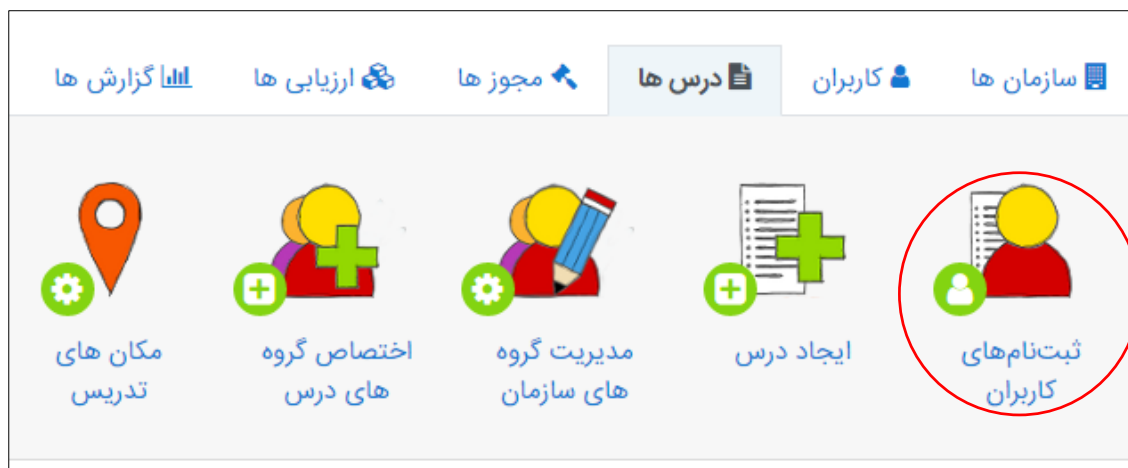 سازمان ها
کاربران
درس ها
مجوز ها
ارزیابی ها
گزارش ها
ثبت‌نام‌های
کاربران
ایجاد درس
مدیریت گروه
های سازمان
اختصاص گروه
های درس
مکان های
تدریس